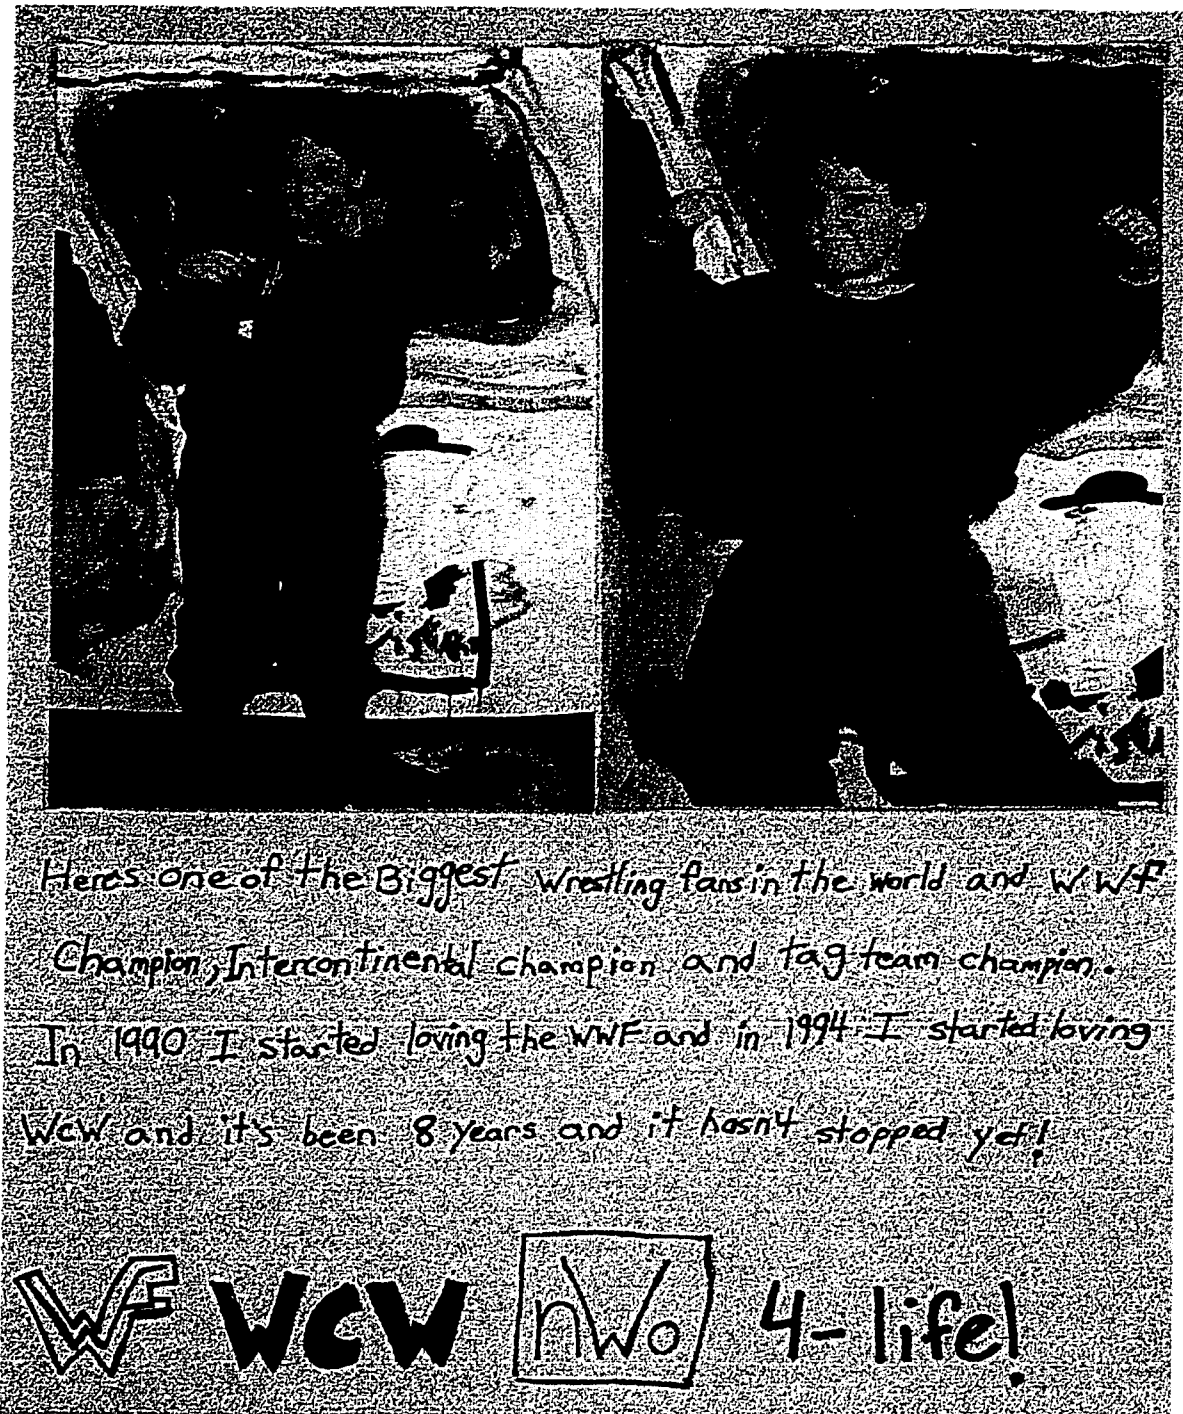 Here's one of the Biggest wrestling fans in the world and WWF
Champion, Intercontinental champion and tag team champion.
In 1990 I started loving the WWF and in 1994 I started loving
WCW and it's been 8 years and it hasn't stopped yet!
WWF WCW nWo 4-life!